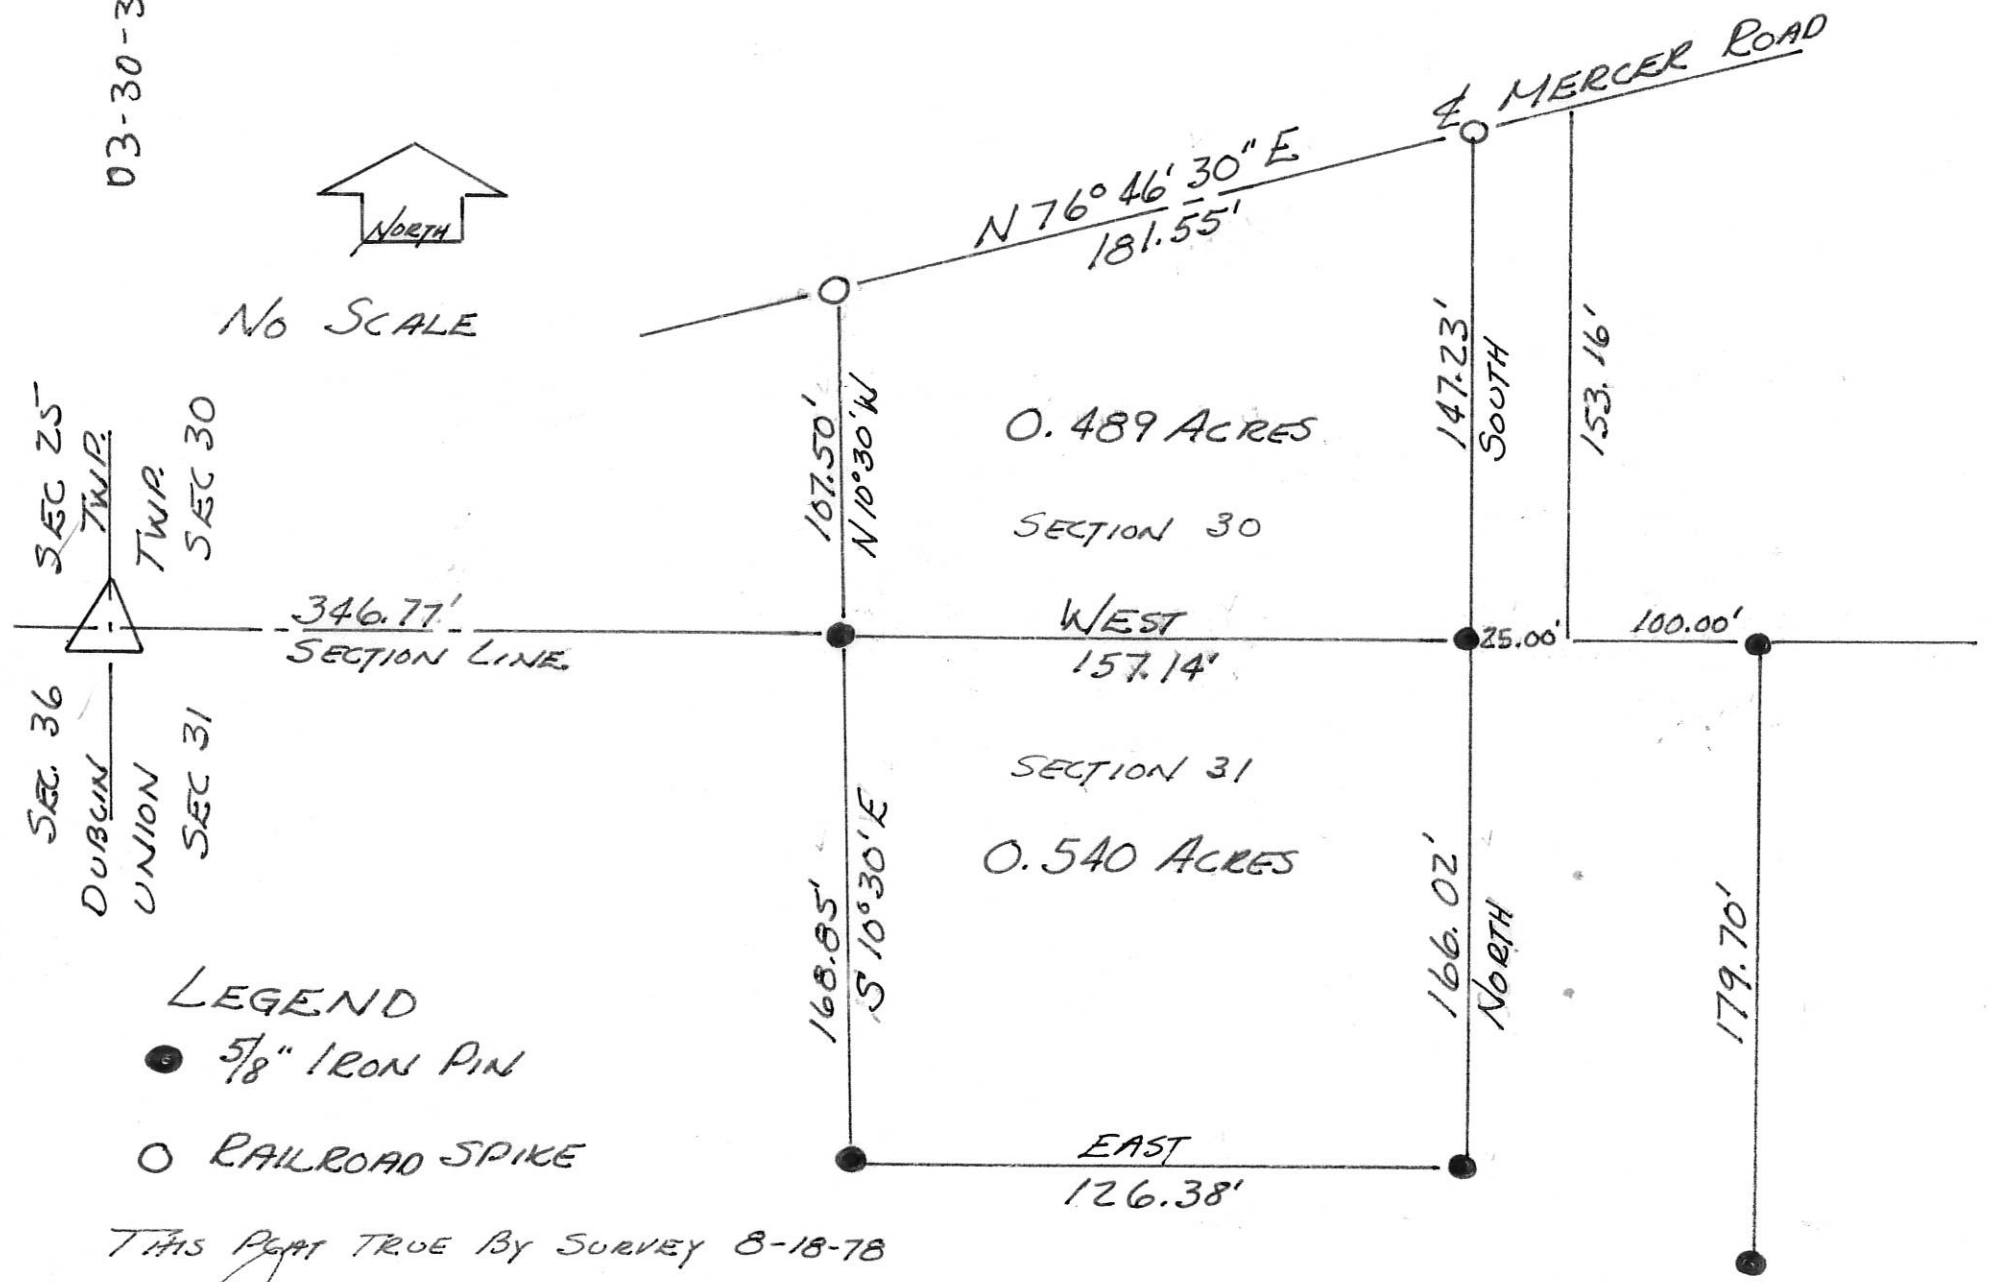 03-30-3
NORTH
NO SCALE
℄ MERCER ROAD
N 76° 46' 30" E
181.55'
107.50'
N 10° 30' W
0.489 ACRES
SECTION 30
147.23'
SOUTH
153.16'
SEC 25
TWP.
TWP.
SEC 30
346.77'
SECTION LINE
WEST
157.14'
25.00'
100.00'
SEC. 36
DUBLIN
UNION
SEC 31
SECTION 31
0.540 ACRES
168.85'
S 10° 30' E
166.02'
NORTH
179.70'
EAST
126.38'
LEGEND
5/8" IRON PIN
RAILROAD SPIKE
THIS PLAT TRUE BY SURVEY 8-18-78